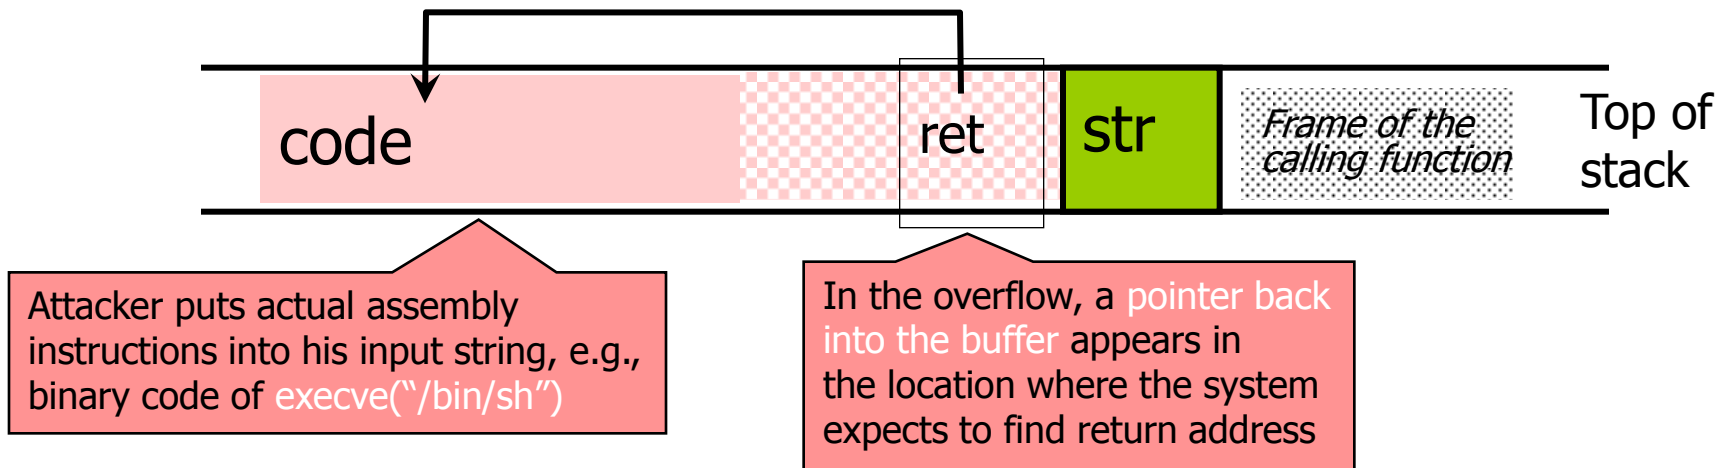 code
ret
str
Frame of the
calling function
Top of
stack
Attacker puts actual assembly
instructions into his input string, e.g.,
binary code of execve(“/bin/sh”)
In the overflow, a pointer back
into the buffer appears in
the location where the system
expects to find return address